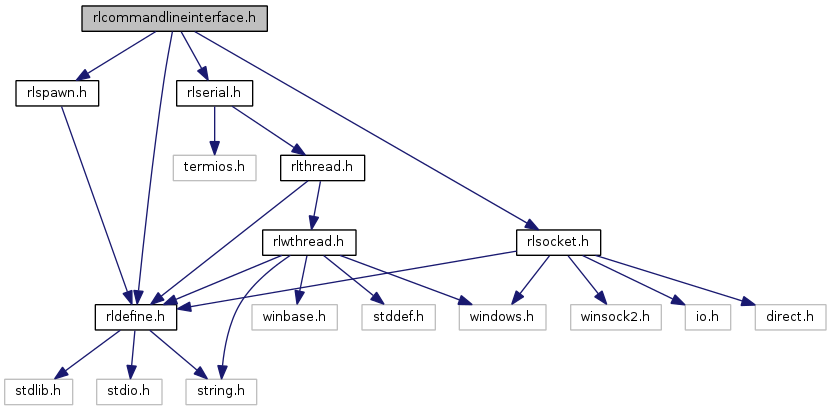 rlcommandlineinterface.h
rlspawn.h
rlserial.h
termios.h
rlthread.h
rlwthread.h
rlsocket.h
rldefine.h
winbase.h
stddef.h
windows.h
winsock2.h
io.h
direct.h
stdlib.h
stdio.h
string.h